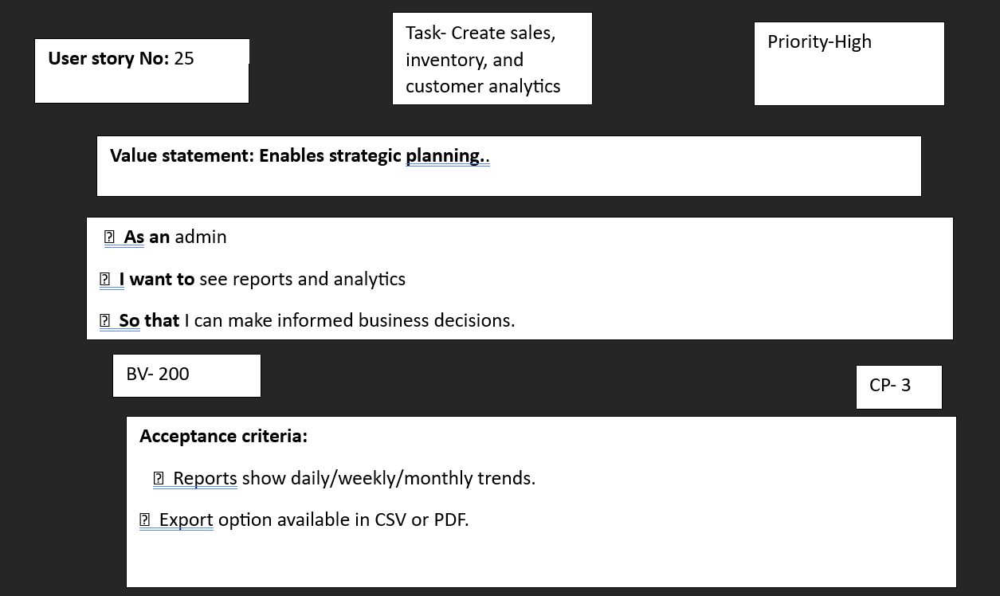 User story No: 25
Task- Create sales,
inventory, and
customer analytics
Priority-High
Value statement: Enables strategic planning..
As an admin
I want to see reports and analytics
So that I can make informed business decisions.
BV- 200
CP- 3
Acceptance criteria:
Reports show daily/weekly/monthly trends.
Export option available in CSV or PDF.